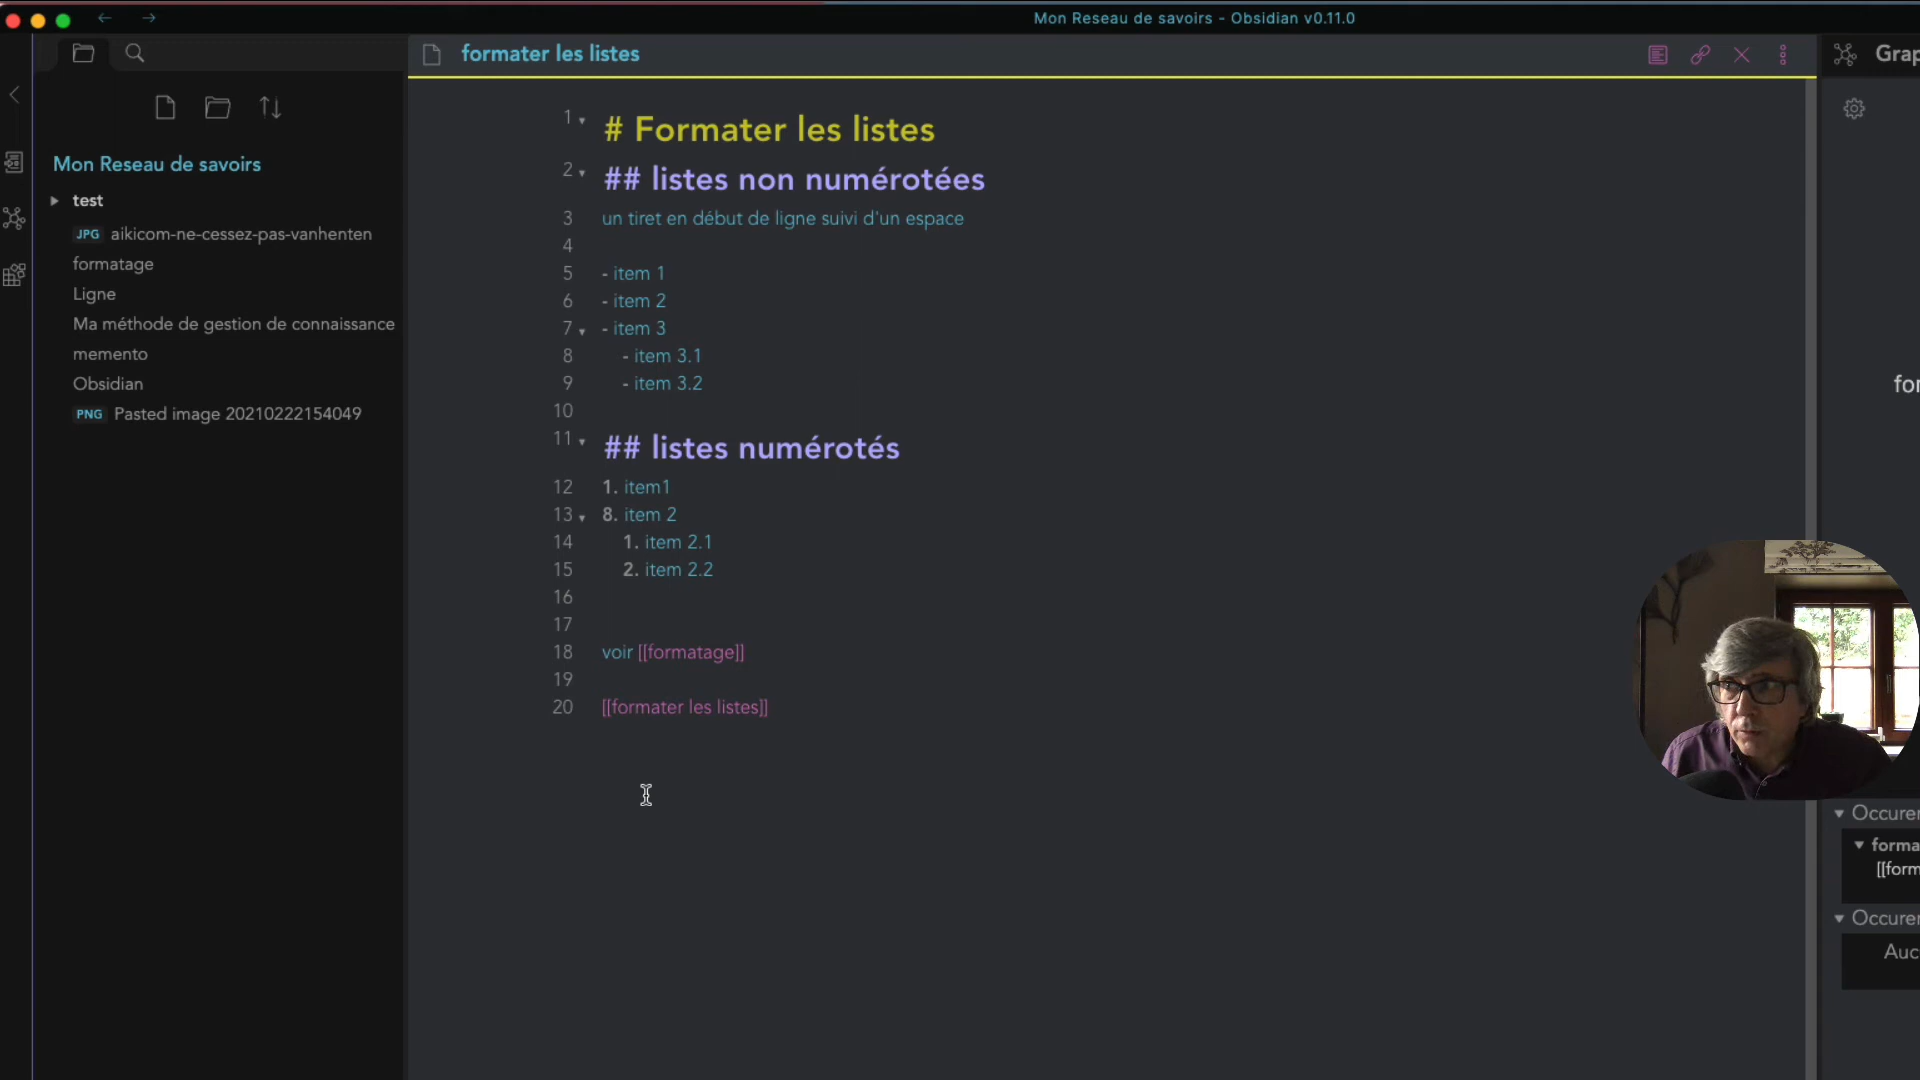 Mon Reseau de savoirs - Obsidian v0.11.0
formater les listes
Mon Reseau de savoirs
test
JPG aikicom-ne-cessez-pas-vanhenten
formatage
Ligne
Ma méthode de gestion de connaissance
memento
Obsidian
PNG Pasted image 20210222154049
1 # Formater les listes
2 ## listes non numérotées
3 un tiret en début de ligne suivi d'un espace
4
5 - item 1
6 - item 2
7 - item 3
8 - item 3.1
9 - item 3.2
10
11 ## listes numérotés
12 1. item1
13 8. item 2
14 1. item 2.1
15 2. item 2.2
16
17
18 voir [[formatage]]
19
20 [[formater les listes]]
Grap
for
Occuren
forma
[[form
Occuren
Auc